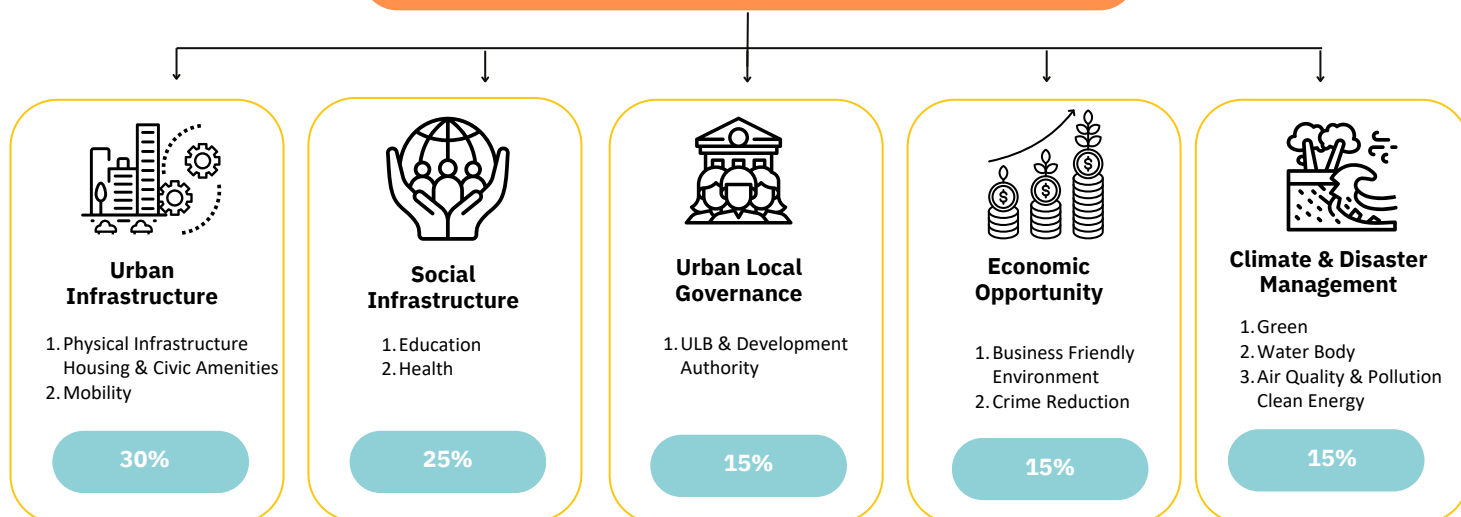 Urban
Infrastructure
1. Physical Infrastructure
Housing & Civic Amenities
2. Mobility
30%
Social
Infrastructure
1. Education
2. Health
25%
Urban Local
Governance
1. ULB & Development
Authority
15%
Economic
Opportunity
1. Business Friendly
Environment
2. Crime Reduction
15%
Climate & Disaster
Management
1. Green
2. Water Body
3. Air Quality & Pollution
Clean Energy
15%